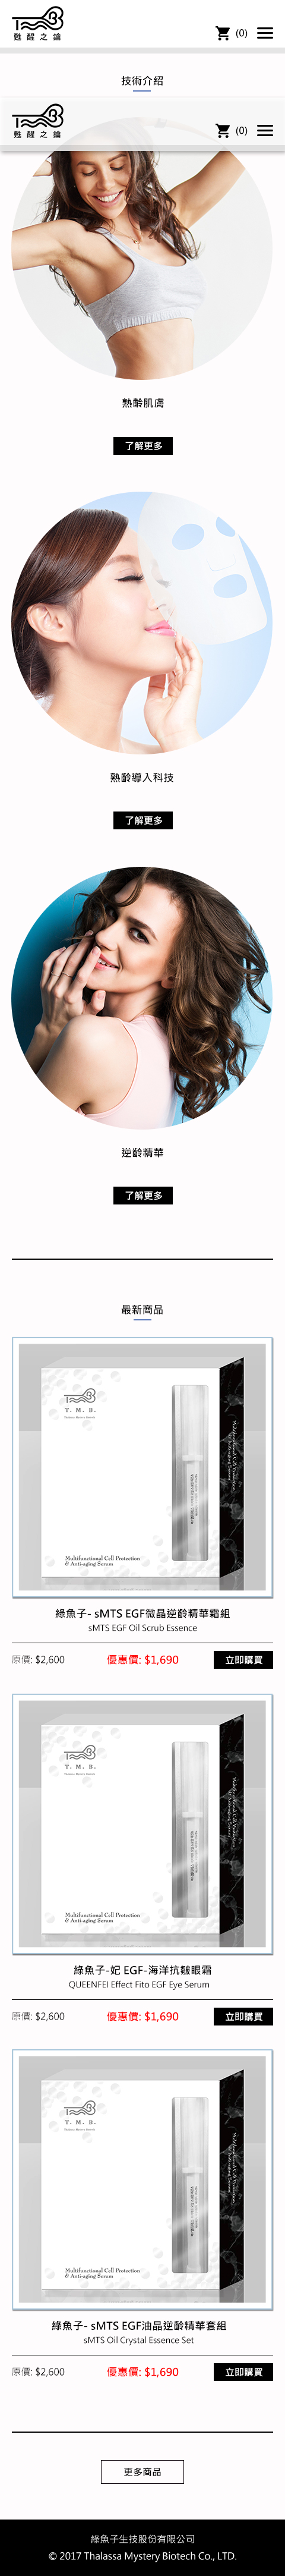 甦醒之鑰
(0)
技術介紹
甦醒之鑰
(0)
熟齡肌膚
了解更多
熟齡導入科技
了解更多
逆齡精華
了解更多
最新商品
T. M. B.
Thalassa Mystery Biotech
Multifunctional Cell Protection
& Anti-aging Serum
綠魚子- sMTS EGF微晶逆齡精華霜組
sMTS EGF Oil Scrub Essence
原價: $2,600 優惠價: $1,690 立即購買
T. M. B.
Thalassa Mystery Biotech
Multifunctional Cell Protection
& Anti-aging Serum
綠魚子-妃 EGF-海洋抗皺眼霜
QUEENFEI Effect Fito EGF Eye Serum
原價: $2,600 優惠價: $1,690 立即購買
T. M. B.
Thalassa Mystery Biotech
Multifunctional Cell Protection
& Anti-aging Serum
綠魚子- sMTS EGF油晶逆齡精華套組
sMTS Oil Crystal Essence Set
原價: $2,600 優惠價: $1,690 立即購買
更多商品
綠魚子生技股份有限公司
© 2017 Thalassa Mystery Biotech Co., LTD.